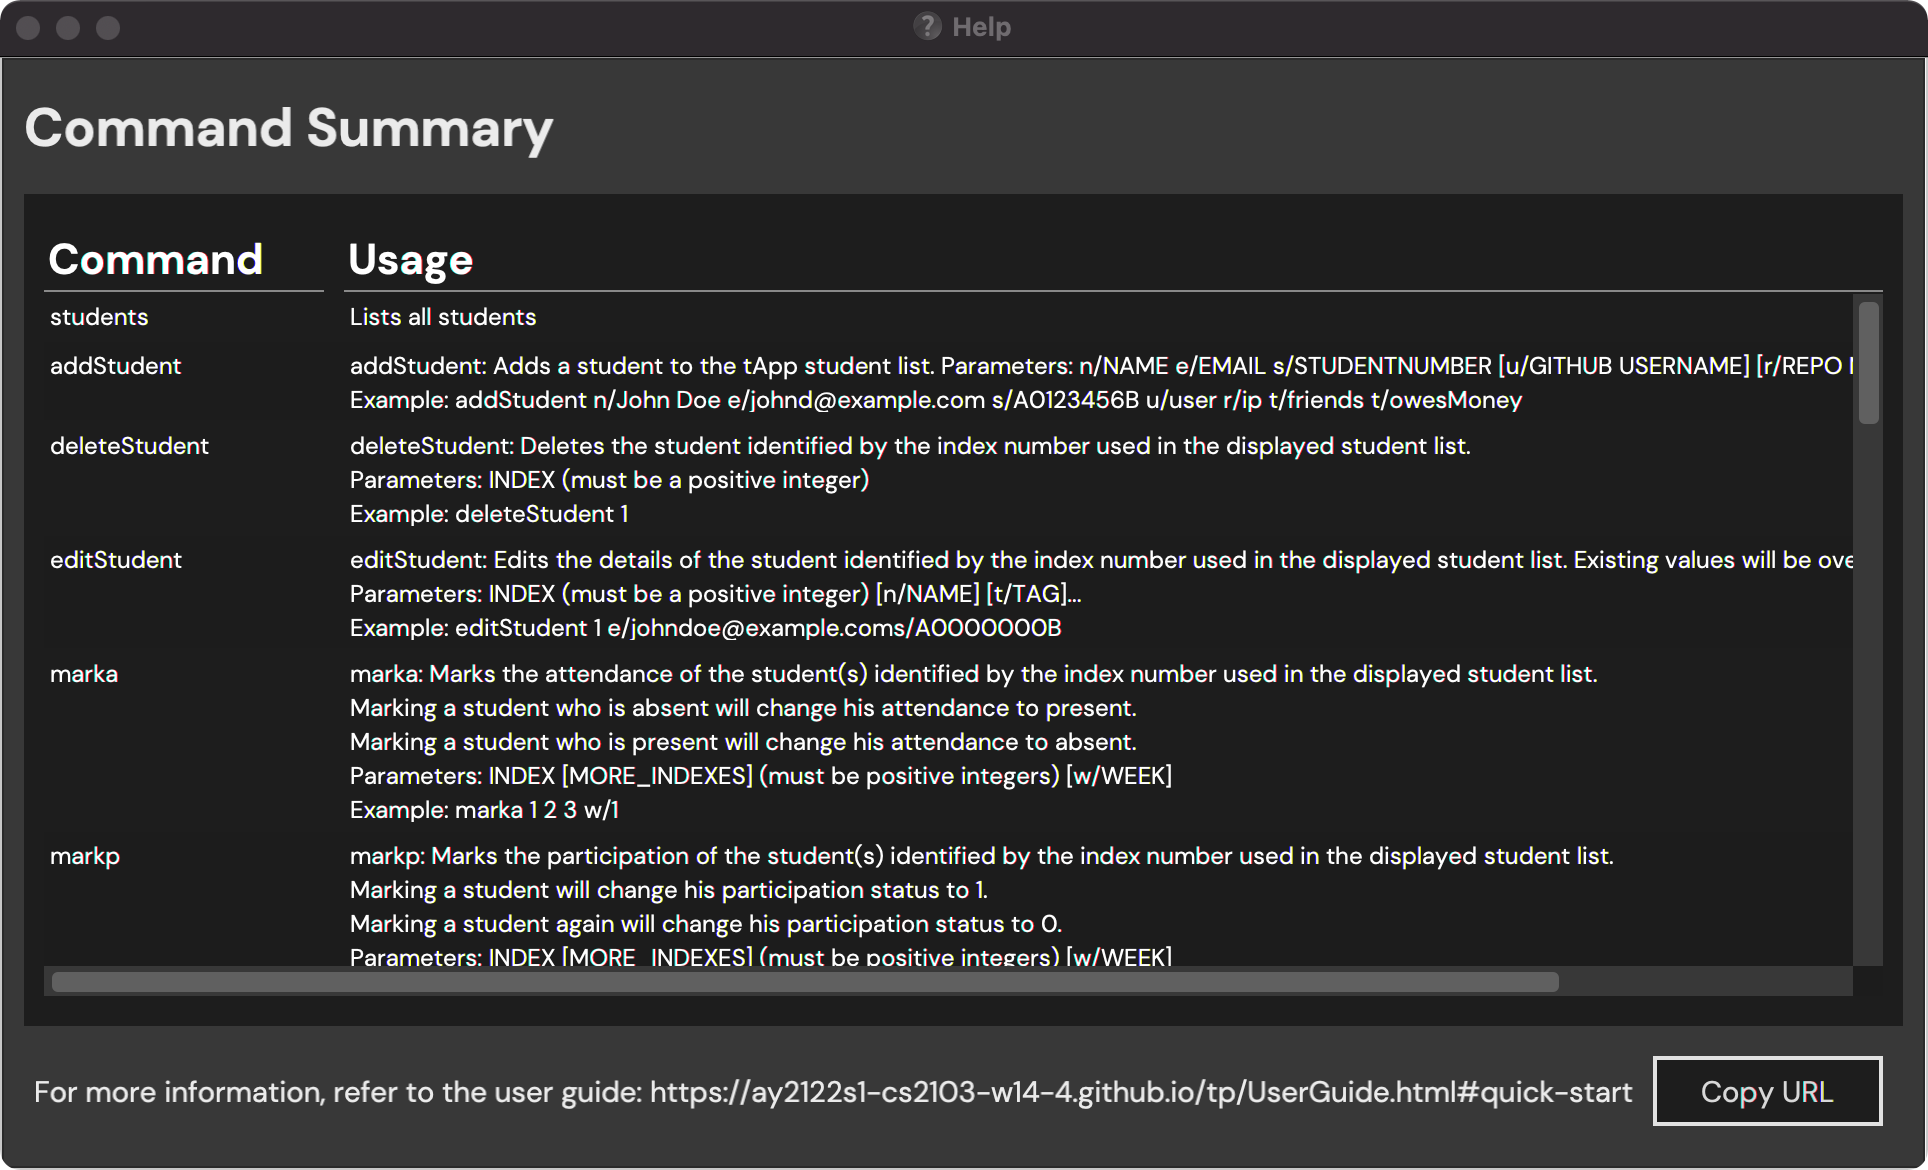 Help
Command Summary
Command Usage
students Lists all students
addStudent addStudent: Adds a student to the tApp student list. Parameters: n/NAME e/EMAIL s/STUDENTNUMBER [u/GITHUB USERNAME] [r/REPO
Example: addStudent n/John Doe e/johnd@example.com s/A0123456B u/user r/ip t/friends t/owesMoney
deleteStudent deleteStudent: Deletes the student identified by the index number used in the displayed student list.
Parameters: INDEX (must be a positive integer)
Example: deleteStudent 1
editStudent editStudent: Edits the details of the student identified by the index number used in the displayed student list. Existing values will be ove
Parameters: INDEX (must be a positive integer) [n/NAME] [t/TAG]...
Example: editStudent 1 e/johndoe@example.coms/A0000000B
marka marka: Marks the attendance of the student(s) identified by the index number used in the displayed student list.
Marking a student who is absent will change his attendance to present.
Marking a student who is present will change his attendance to absent.
Parameters: INDEX [MORE_INDEXES] (must be positive integers) [w/WEEK]
Example: marka 1 2 3 w/1
markp markp: Marks the participation of the student(s) identified by the index number used in the displayed student list.
Marking a student will change his participation status to 1.
Marking a student again will change his participation status to 0.
Parameters: INDEX [MORE_INDEXES] (must be positive integers) [w/WEEK]
For more information, refer to the user guide: https://ay2122s1-cs2103-w14-4.github.io/tp/UserGuide.html#quick-start Copy URL